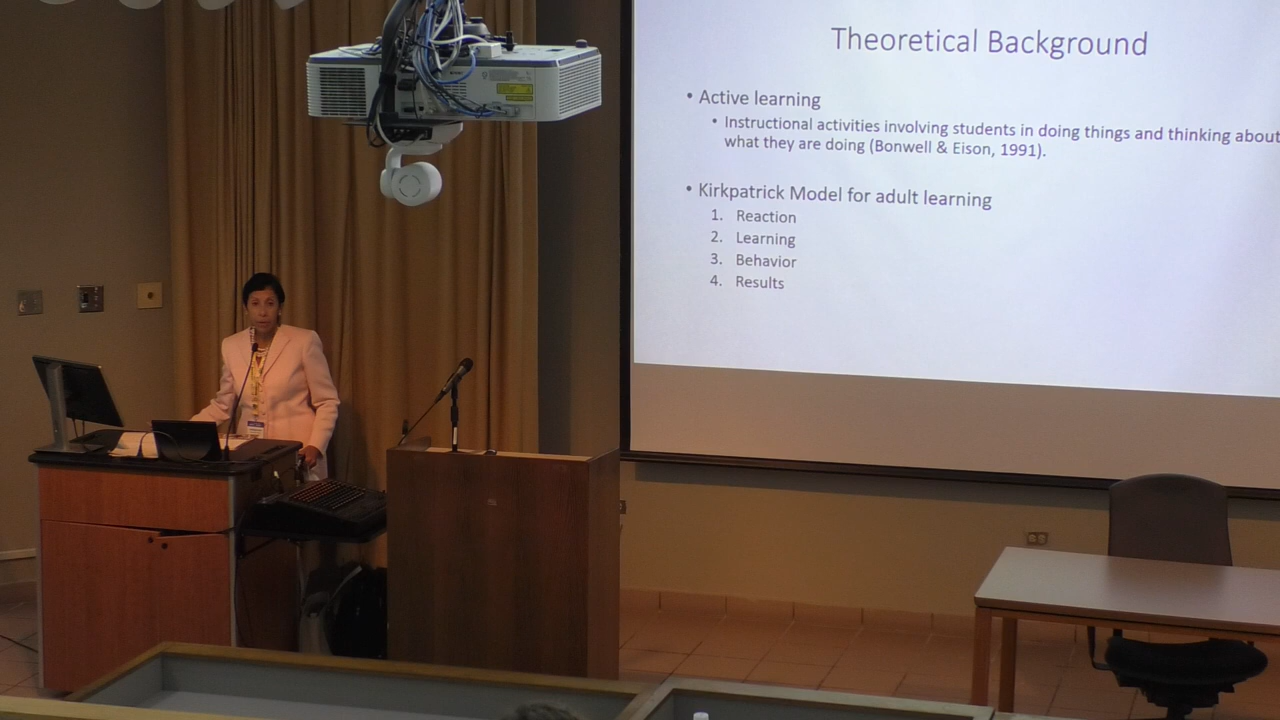 Theoretical Background
• Active learning
• Instructional activities involving students in doing things and thinking about
what they are doing (Bonwell & Eison, 1991).
• Kirkpatrick Model for adult learning
1. Reaction
2. Learning
3. Behavior
4. Results